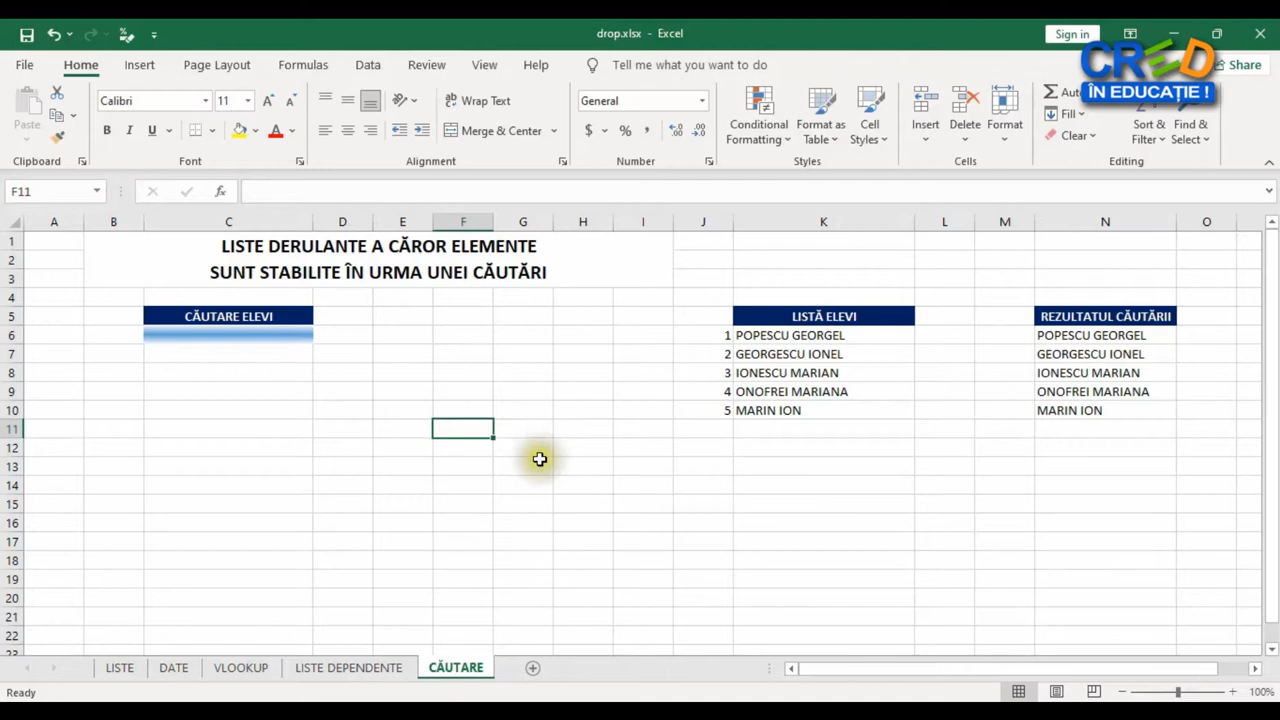 drop.xlsx - Excel
Sign in
CRED
ÎN EDUCAȚIE !
File Home Insert Page Layout Formulas Data Review View Help Tell me what you want to do Share
Paste
Calibri 11
B I U
A A
Wrap Text
Merge & Center
General
$ % ,
Conditional Formatting
Format as Table
Cell Styles
Insert
Delete
Format
Fill
Clear
Sort & Filter
Find & Select
Clipboard Font Alignment Number Styles Cells Editing
F11 fx
A B C D E F G H I J K L M N O
1 LISTE DERULANTE A CĂROR ELEMENTE
2
3 SUNT STABILITE ÎN URMA UNEI CĂUTĂRI
4
5 CĂUTARE ELEVI LISTĂ ELEVI REZULTATUL CĂUTĂRII
6 1 POPESCU GEORGEL POPESCU GEORGEL
7 2 GEORGESCU IONEL GEORGESCU IONEL
8 3 IONESCU MARIAN IONESCU MARIAN
9 4 ONOFREI MARIANA ONOFREI MARIANA
10 5 MARIN ION MARIN ION
11
12
13
14
15
16
17
18
19
20
21
22
23
LISTE DATE VLOOKUP LISTE DEPENDENTE CĂUTARE
Ready 100%